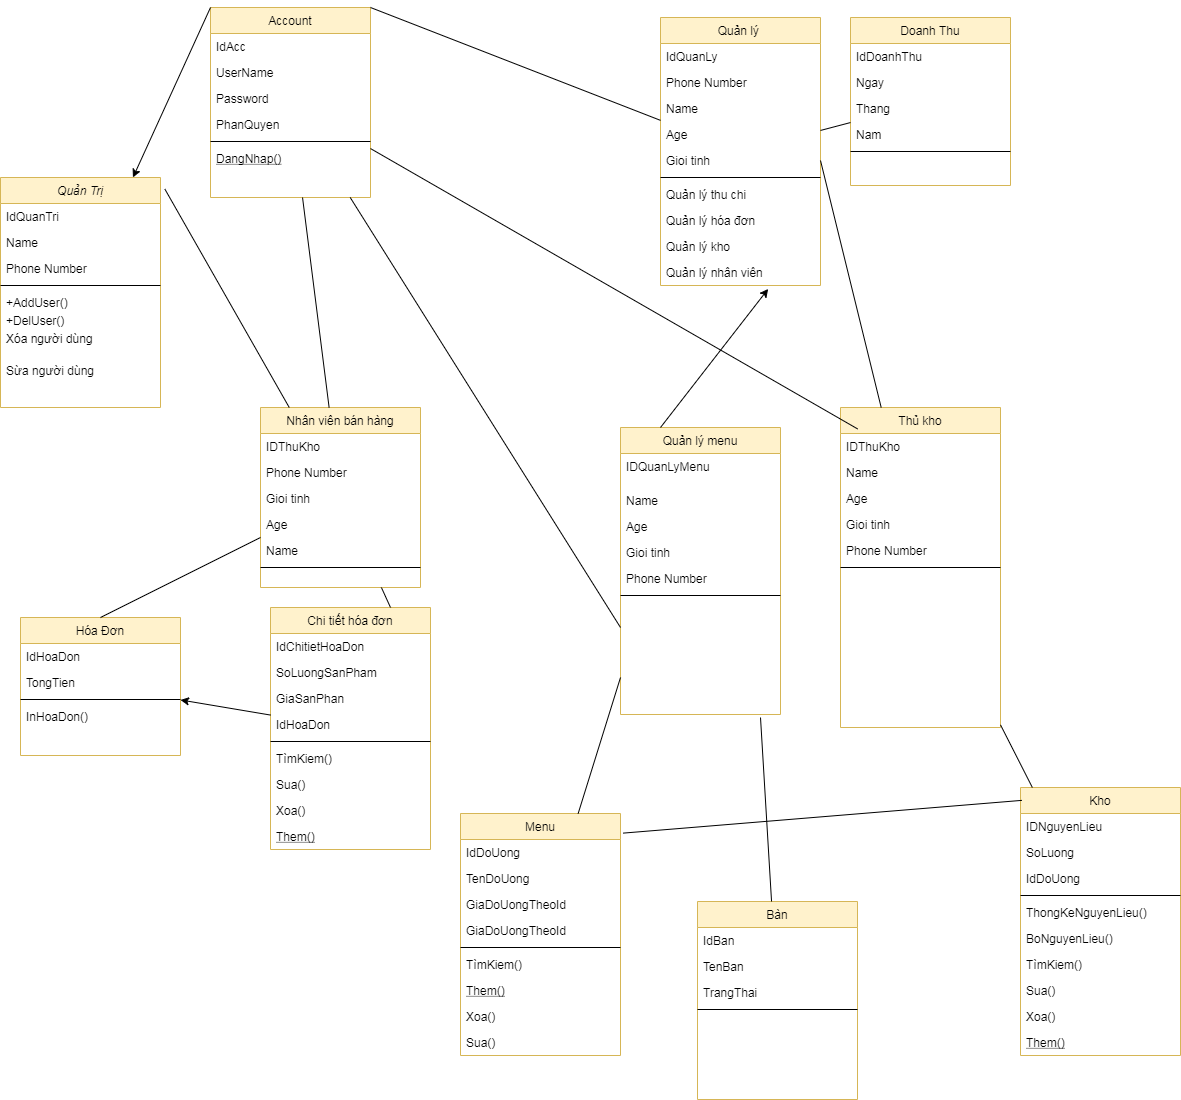 Account
IdAcc
UserName
Password
PhanQuyen
DangNhap()
Quản lý
IdQuanLy
Phone Number
Name
Age
Gioi tinh
Quản lý thu chi
Quản lý hóa đơn
Quản lý kho
Quản lý nhân viên
Doanh Thu
IdDoanhThu
Ngay
Thang
Nam
Quản Trị
IdQuanTri
Name
Phone Number
+AddUser()
+DelUser()
Xóa người dùng
Sừa người dùng
Nhân viên bán hàng
IDThuKho
Phone Number
Gioi tinh
Age
Name
Quản lý menu
IDQuanLyMenu
Name
Age
Gioi tinh
Phone Number
Thủ kho
IDThuKho
Name
Age
Gioi tinh
Phone Number
Hóa Đơn
IdHoaDon
TongTien
InHoaDon()
Chi tiết hóa đơn
IdChitietHoaDon
SoLuongSanPham
GiaSanPhan
IdHoaDon
TìmKiem()
Sua()
Xoa()
Them()
Menu
IdDoUong
TenDoUong
GiaDoUongTheoId
GiaDoUongTheoId
TìmKiem()
Them()
Xoa()
Sua()
Bàn
IdBan
TenBan
TrangThai
Kho
IDNguyenLieu
SoLuong
IdDoUong
ThongKeNguyenLieu()
BoNguyenLieu()
TìmKiem()
Sua()
Xoa()
Them()